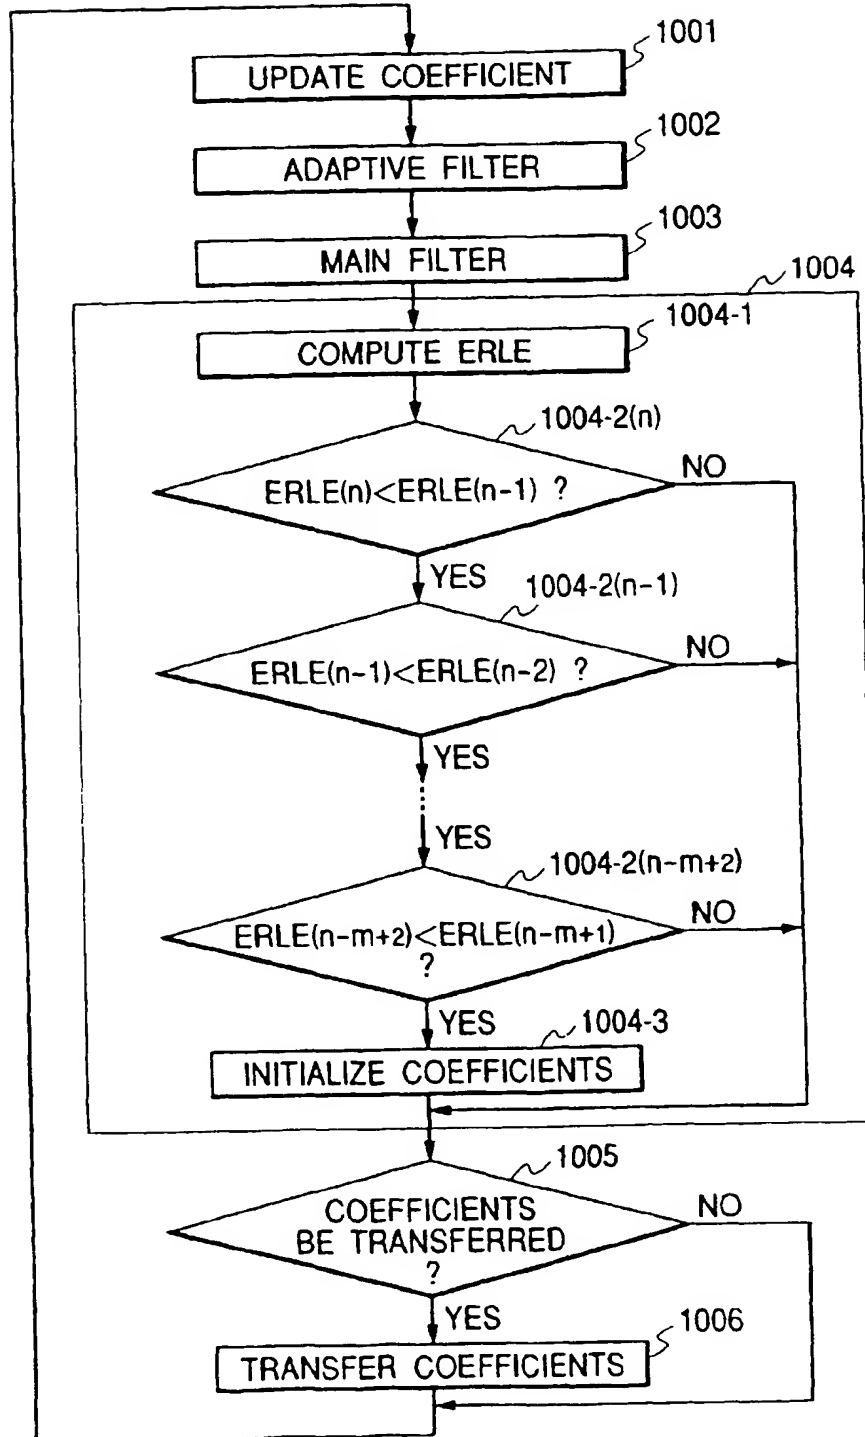 1001
UPDATE COEFFICIENT
1002
ADAPTIVE FILTER
1003
MAIN FILTER
1004
1004-1
COMPUTE ERLE
1004-2(n)
ERLE(n)<ERLE(n-1) ?
NO
YES
1004-2(n-1)
ERLE(n-1)<ERLE(n-2) ?
NO
YES
YES
1004-2(n-m+2)
ERLE(n-m+2)<ERLE(n-m+1)
?
NO
YES
1004-3
INITIALIZE COEFFICIENTS
1005
COEFFICIENTS
BE TRANSFERRED
?
NO
YES
1006
TRANSFER COEFFICIENTS